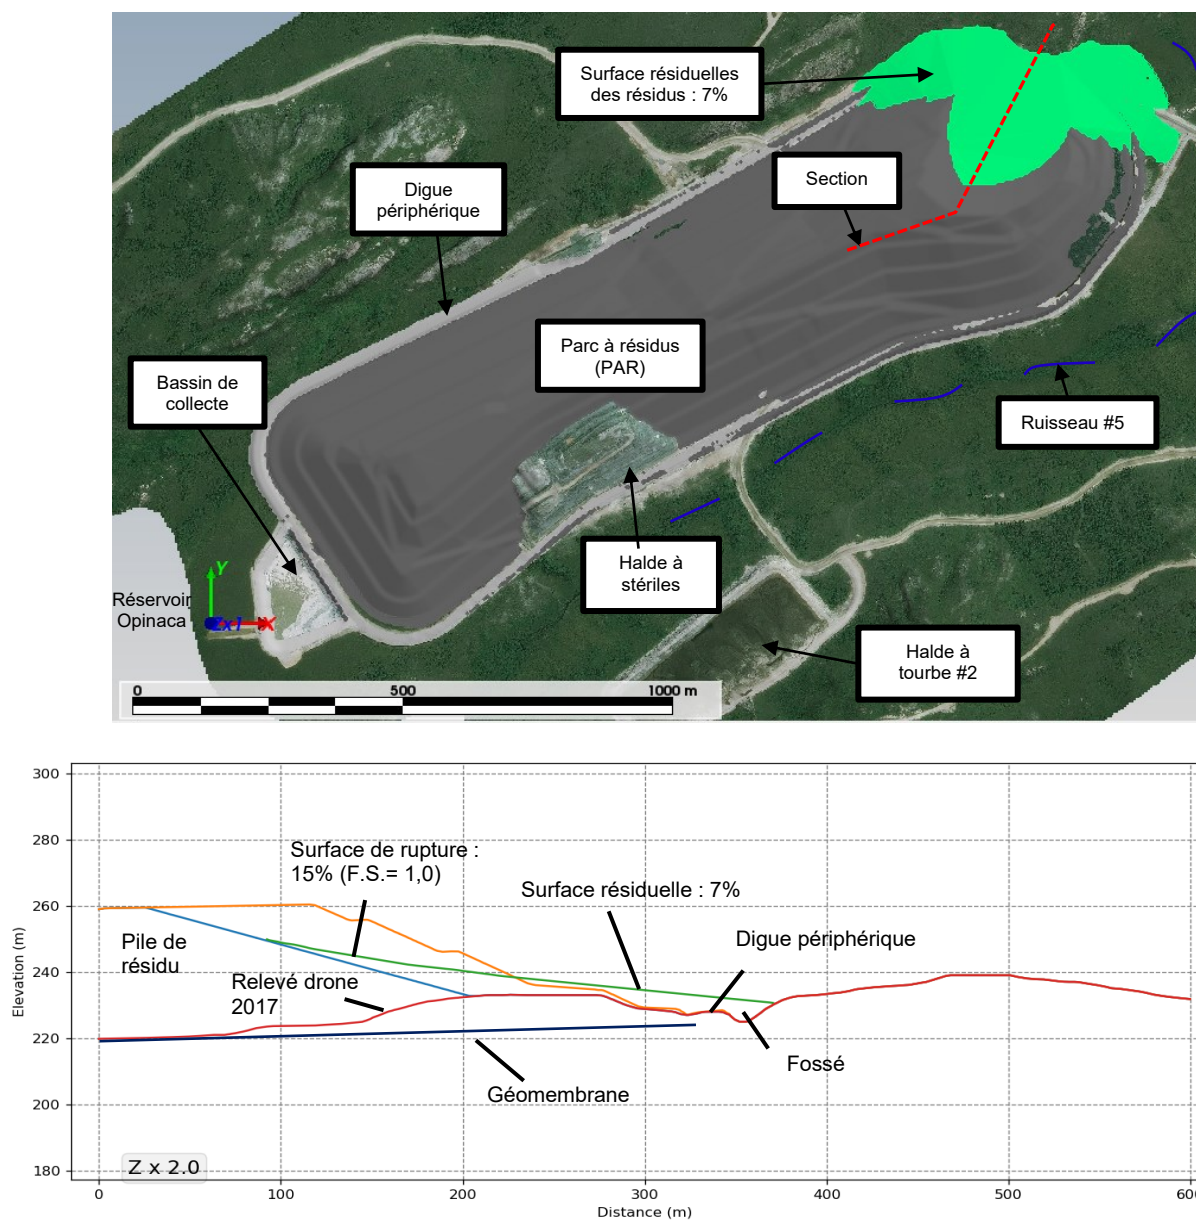 Surface résiduelles
des résidus : 7%
Section
Digue
périphérique
Parc à résidus
(PAR)
Bassin de
collecte
Ruisseau #5
Halde à
stériles
Y
Réservoir
Opinaca
Zx1
X
Halde à
tourbe #2
0 500 1000 m
300
280
260
240
220
200
180
Elevation (m)
Surface de rupture :
15% (F.S.= 1,0)
Surface résiduelle : 7%
Pile de
résidu
Digue périphérique
Relevé drone
2017
Fossé
Géomembrane
Z x 2.0
0 100 200 300 400 500 600
Distance (m)